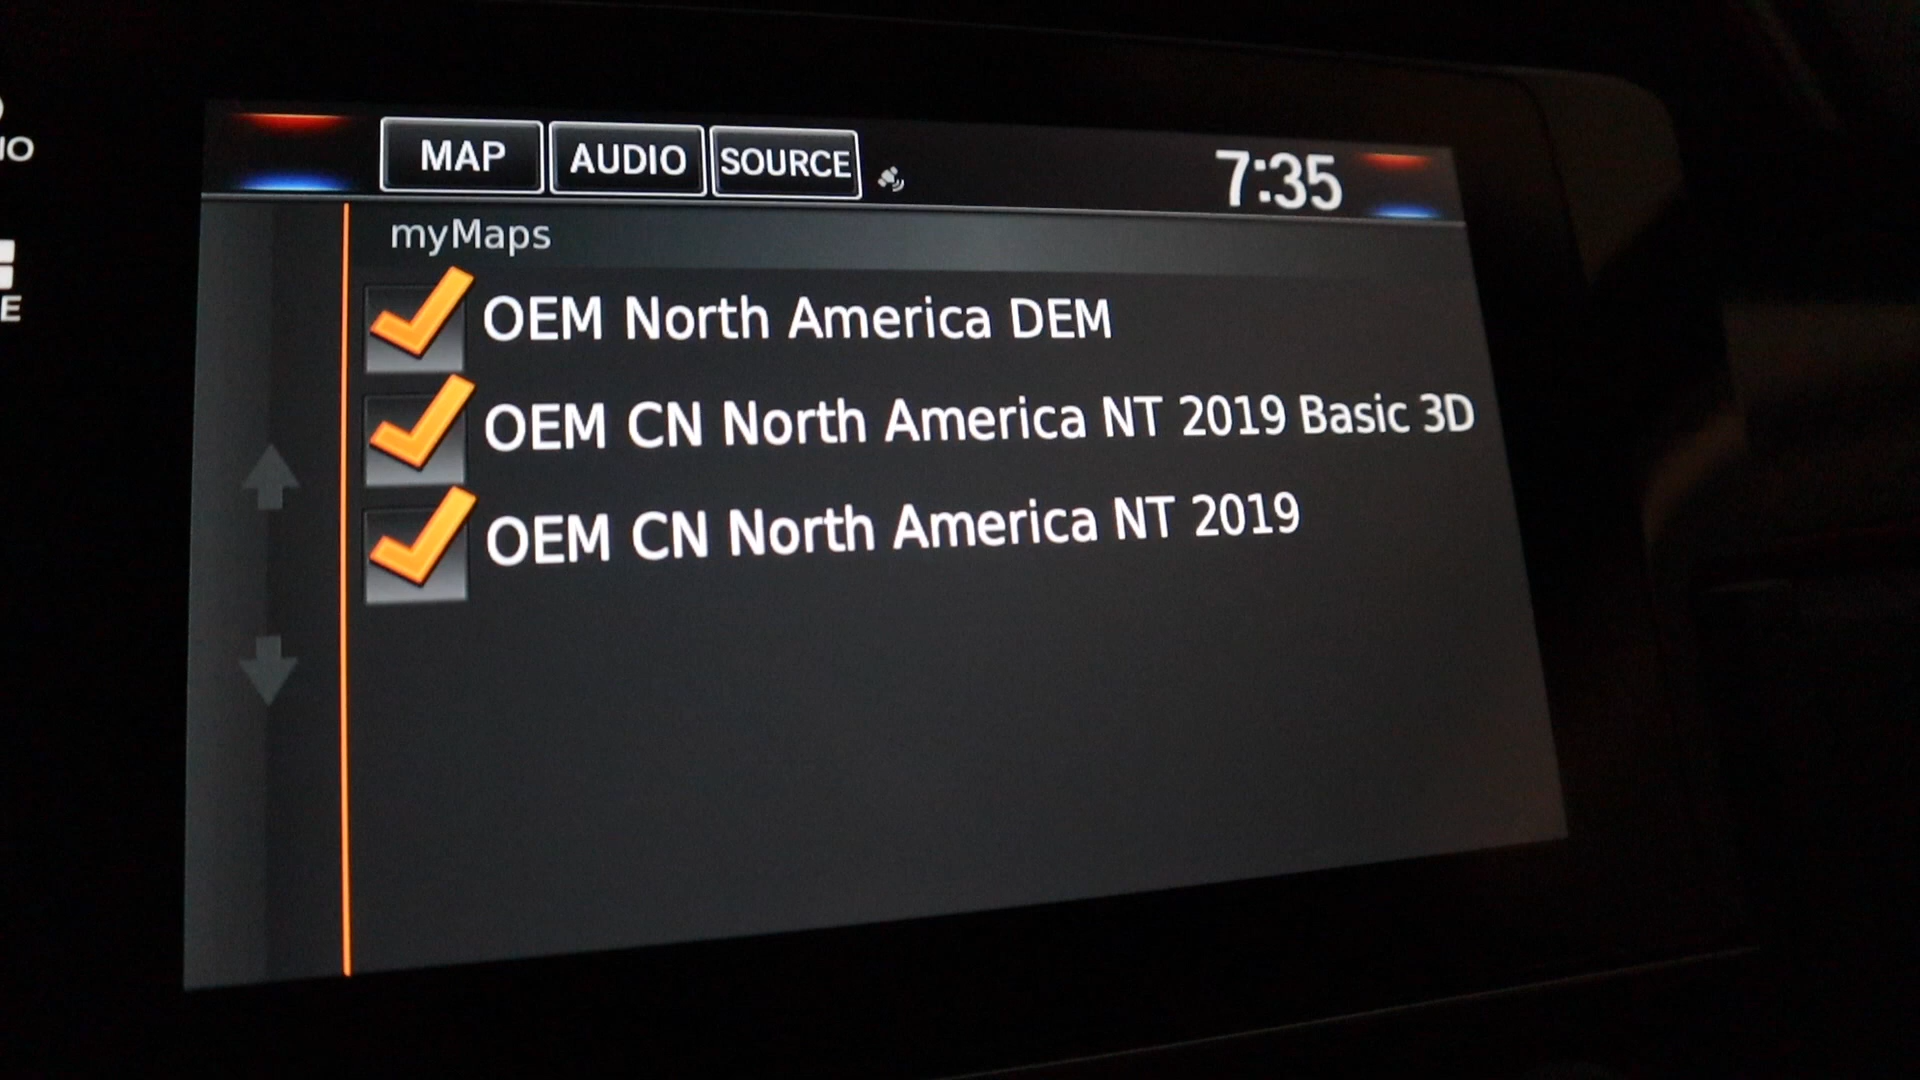 MAP AUDIO SOURCE 7:35
myMaps
OEM North America DEM
OEM CN North America NT 2019 Basic 3D
OEM CN North America NT 2019